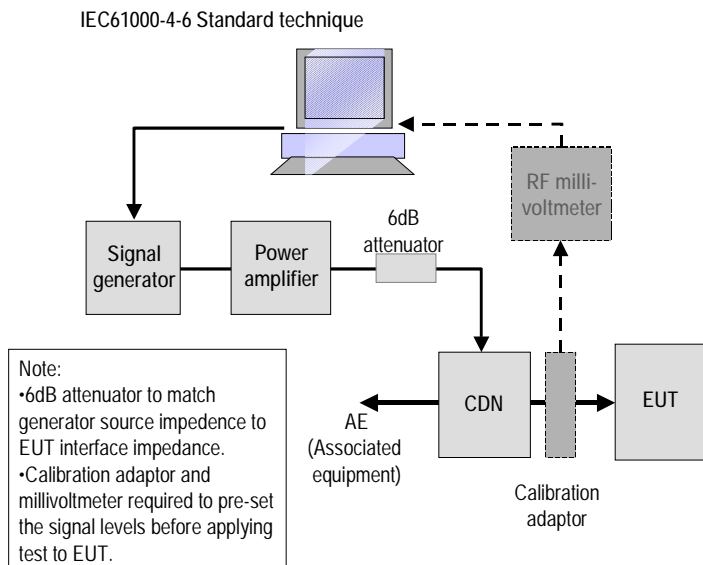 IEC61000-4-6 Standard technique
RF milli-
voltmeter
6dB
attenuator
Signal
generator
Power
amplifier
Note:
•6dB attenuator to match
generator source impedence to
EUT interface impedance.
•Calibration adaptor and
millivoltmeter required to pre-set
the signal levels before applying
test to EUT.
CDN
EUT
AE
(Associated
equipment)
Calibration
adaptor